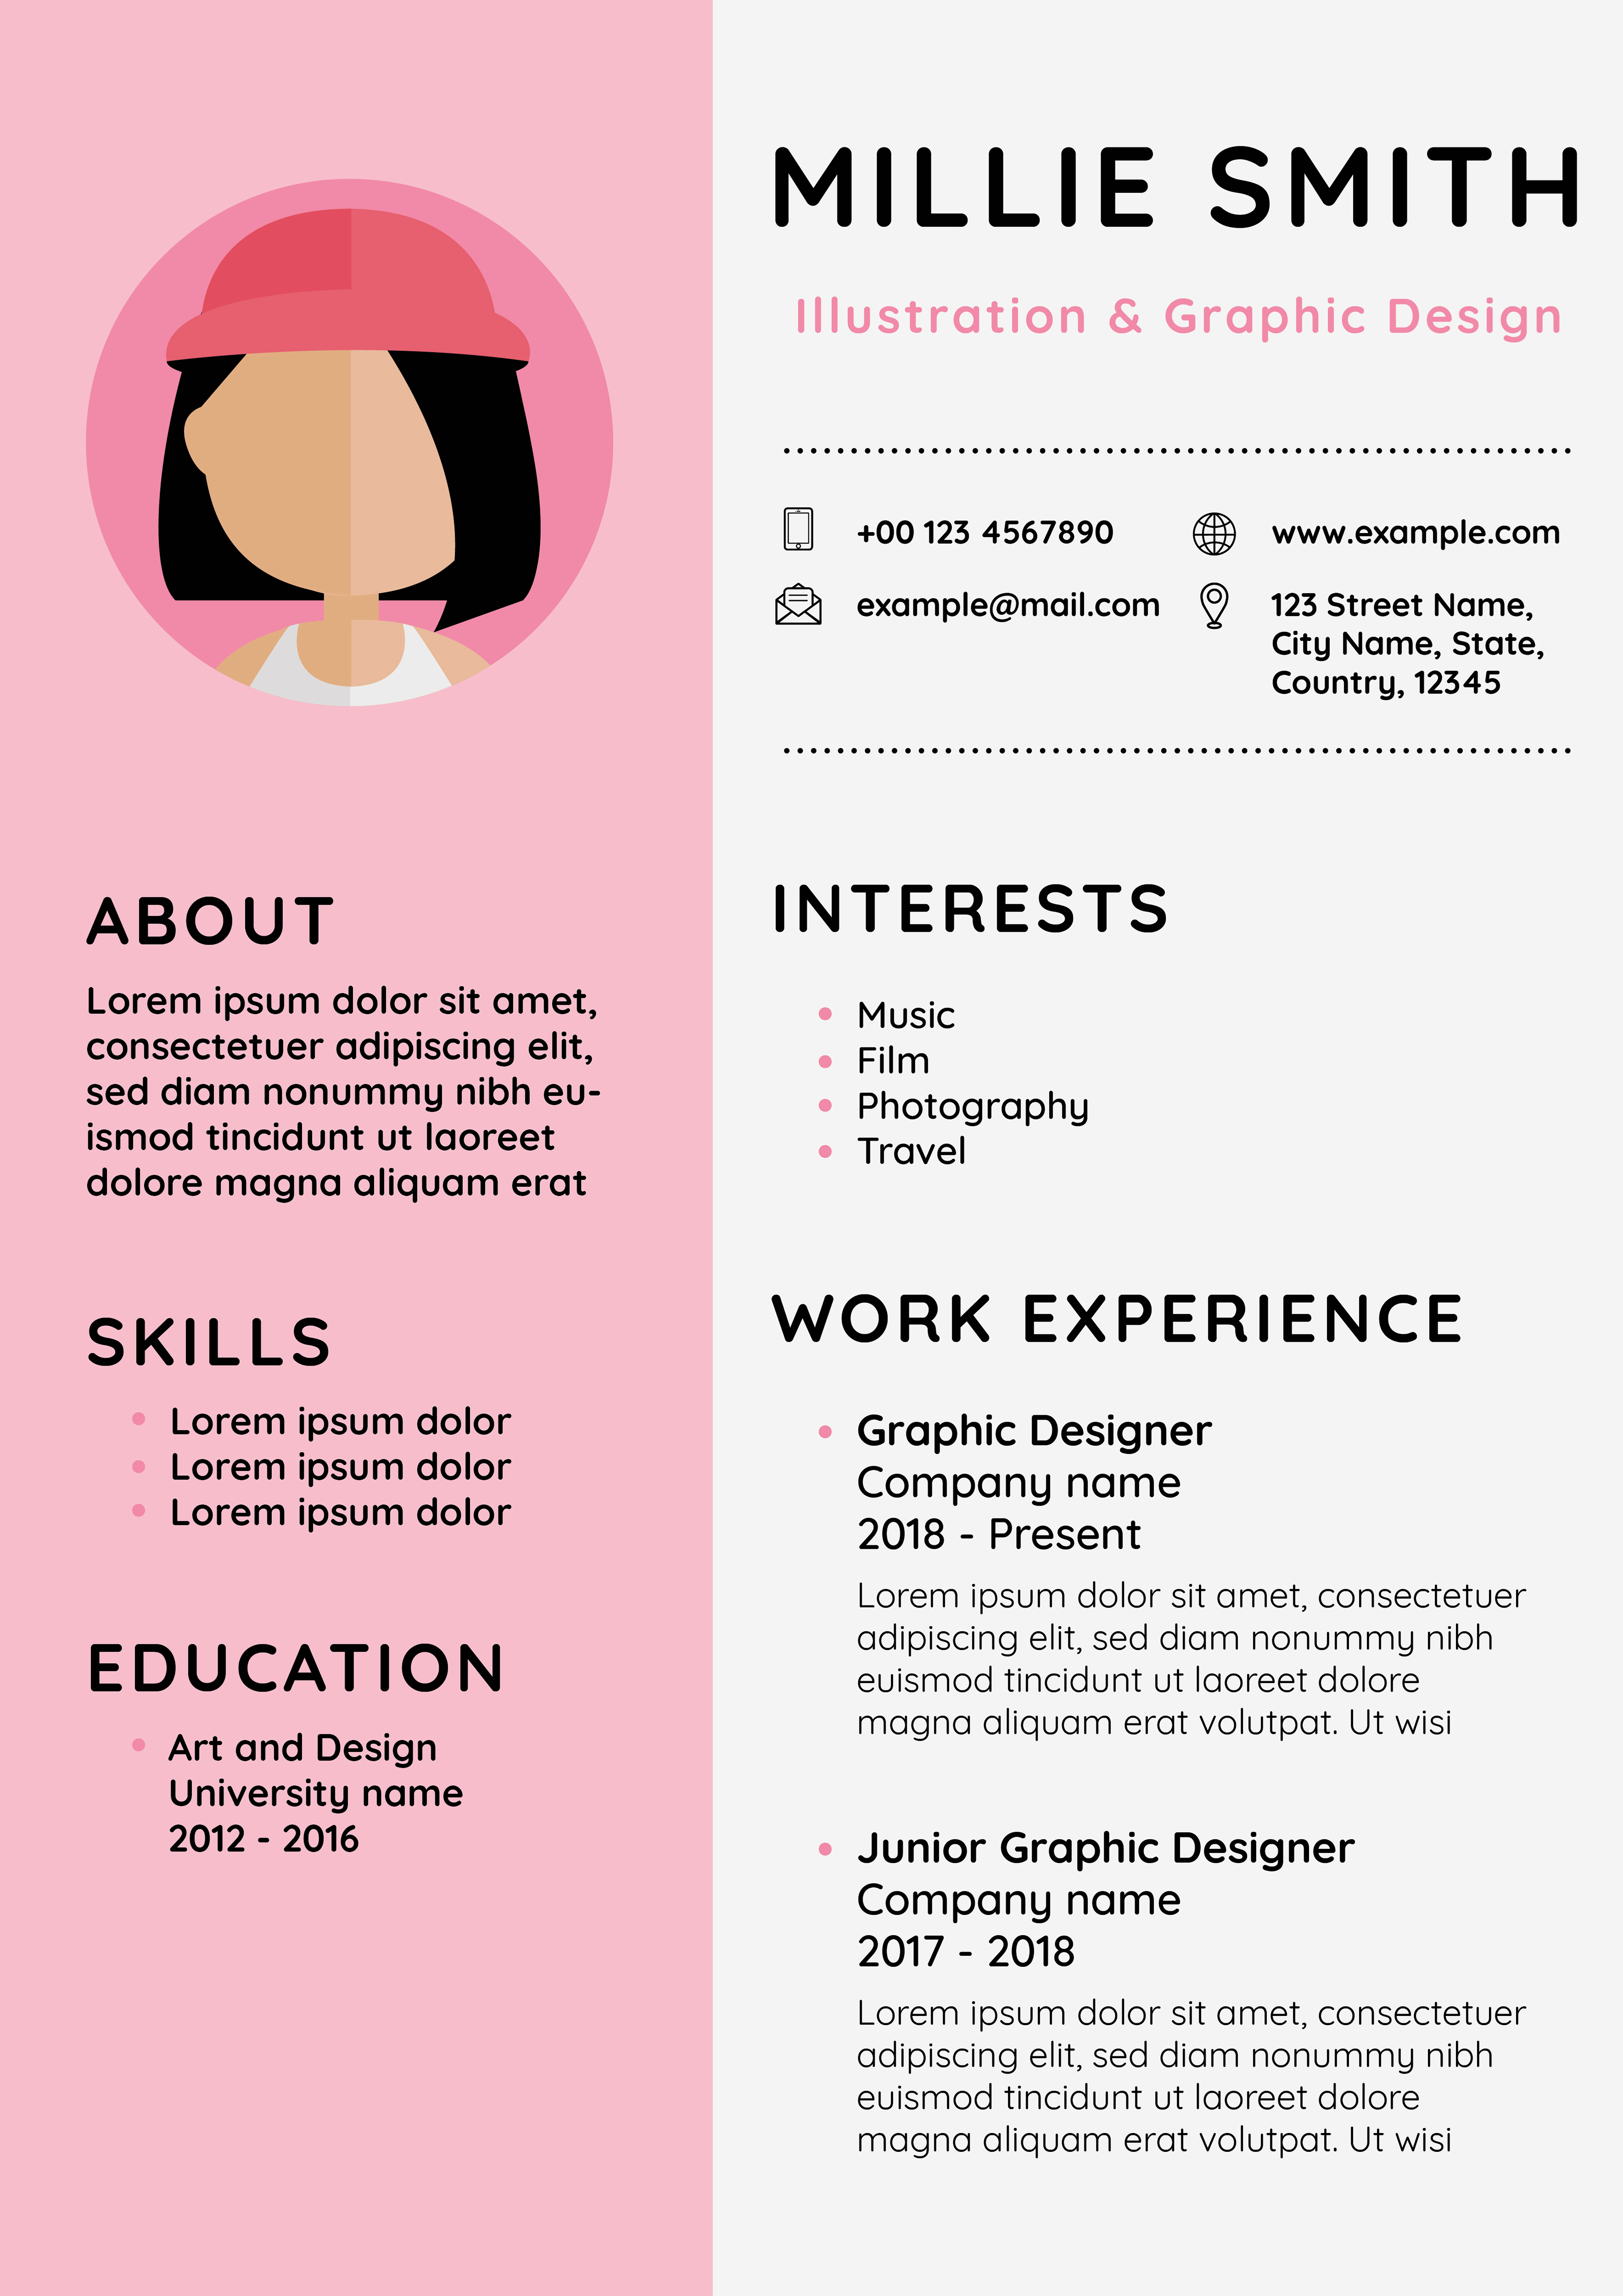 MILLIE SMITH
Illustration & Graphic Design
+00 123 4567890
www.example.com
example@mail.com
123 Street Name,
City Name, State,
Country, 12345
ABOUT
Lorem ipsum dolor sit amet,
consectetuer adipiscing elit,
sed diam nonummy nibh eu-
ismod tincidunt ut laoreet
dolore magna aliquam erat
SKILLS
Lorem ipsum dolor
Lorem ipsum dolor
Lorem ipsum dolor
EDUCATION
Art and Design
University name
2012 - 2016
INTERESTS
Music
Film
Photography
Travel
WORK EXPERIENCE
Graphic Designer
Company name
2018 - Present
Lorem ipsum dolor sit amet, consectetuer
adipiscing elit, sed diam nonummy nibh
euismod tincidunt ut laoreet dolore
magna aliquam erat volutpat. Ut wisi
Junior Graphic Designer
Company name
2017 - 2018
Lorem ipsum dolor sit amet, consectetuer
adipiscing elit, sed diam nonummy nibh
euismod tincidunt ut laoreet dolore
magna aliquam erat volutpat. Ut wisi